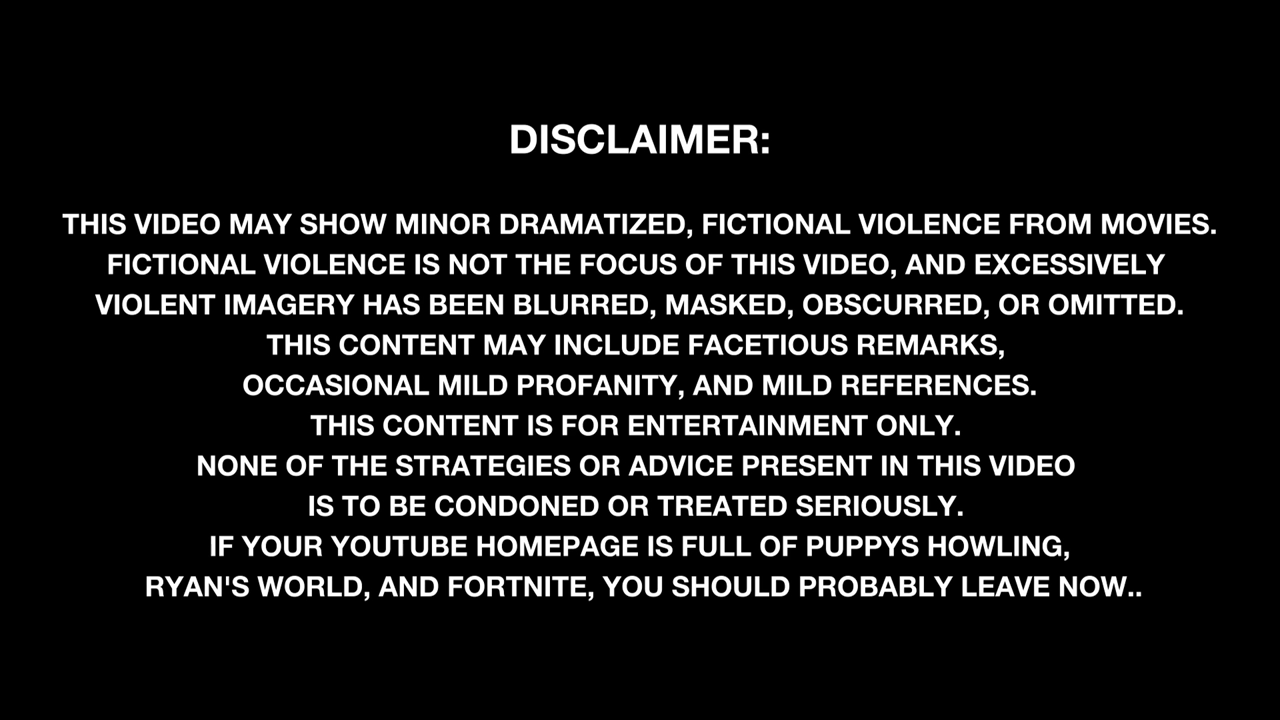 DISCLAIMER:
THIS VIDEO MAY SHOW MINOR DRAMATIZED, FICTIONAL VIOLENCE FROM MOVIES.
FICTIONAL VIOLENCE IS NOT THE FOCUS OF THIS VIDEO, AND EXCESSIVELY
VIOLENT IMAGERY HAS BEEN BLURRED, MASKED, OBSCURRED, OR OMITTED.
THIS CONTENT MAY INCLUDE FACETIOUS REMARKS,
OCCASIONAL MILD PROFANITY, AND MILD REFERENCES.
THIS CONTENT IS FOR ENTERTAINMENT ONLY.
NONE OF THE STRATEGIES OR ADVICE PRESENT IN THIS VIDEO
IS TO BE CONDONED OR TREATED SERIOUSLY.
IF YOUR YOUTUBE HOMEPAGE IS FULL OF PUPPYS HOWLING,
RYAN'S WORLD, AND FORTNITE, YOU SHOULD PROBABLY LEAVE NOW..